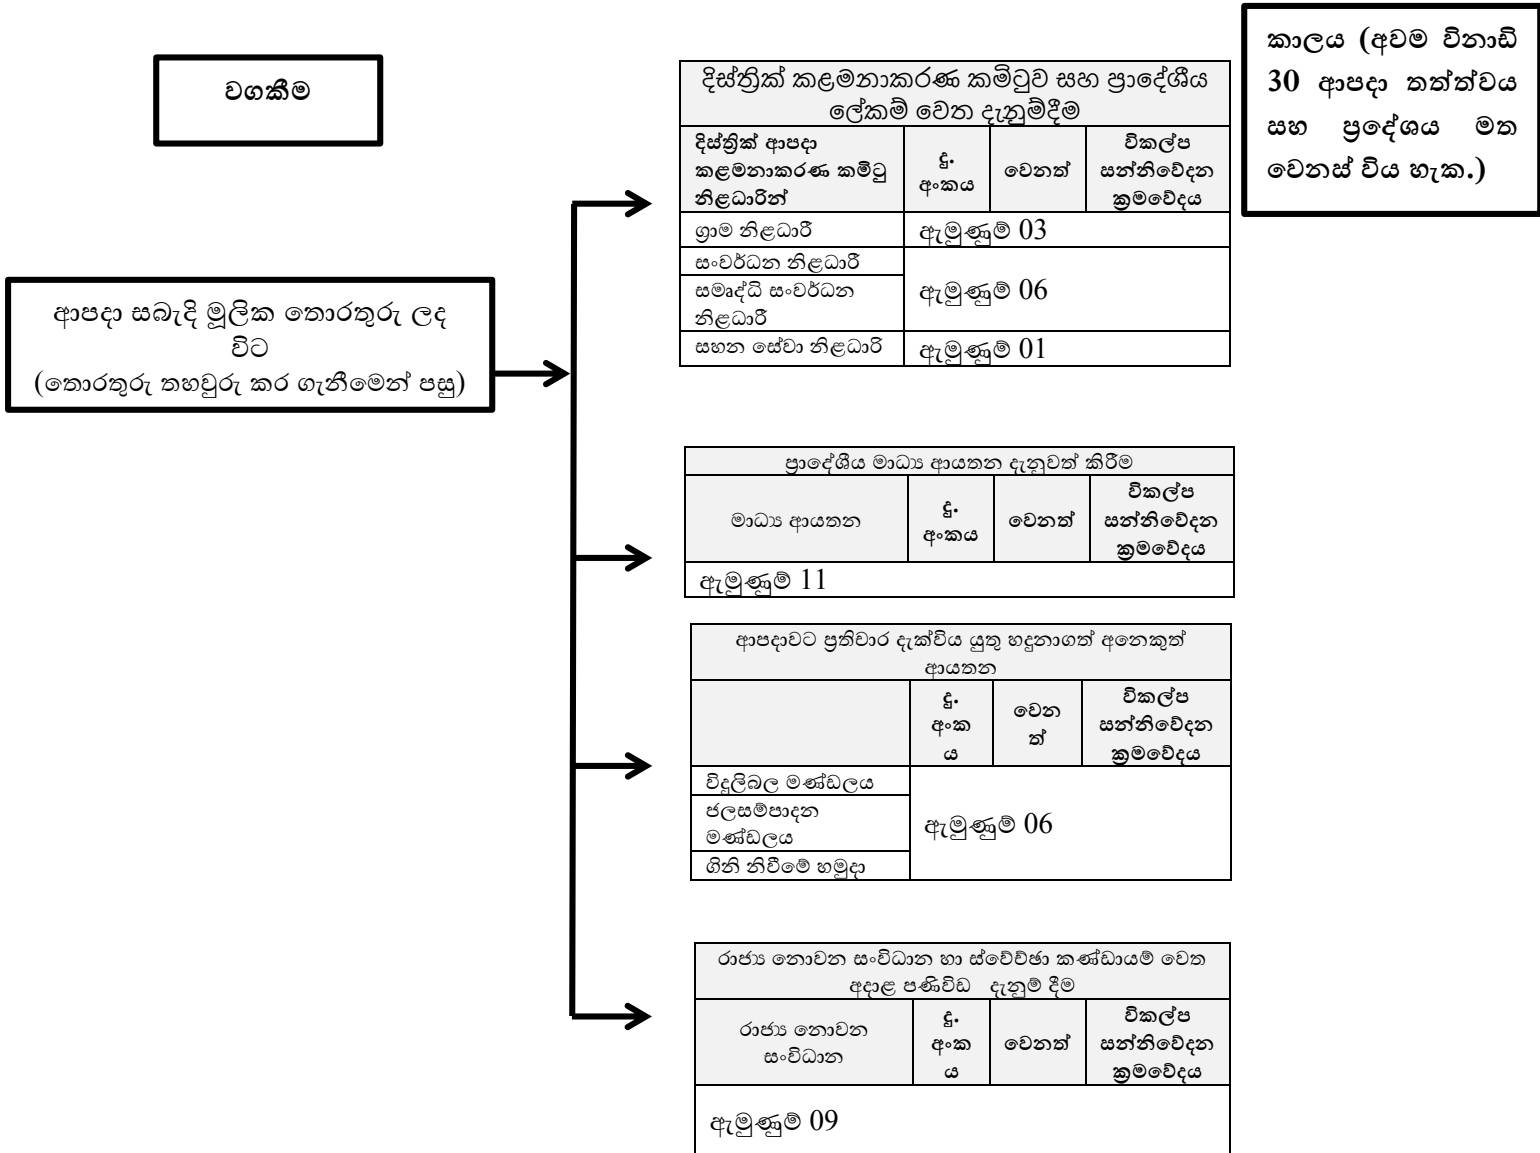 වගකීම
කාලය (අවම විනාඩි
30 ආපදා තත්ත්වය
සහ ප්‍රදේශය මත
වෙනස් විය හැක.)
ආපදා සබැදි මූලික තොරතුරු ලද
විට
(තොරතුරු තහවුරු කර ගැනීමෙන් පසු)
දිස්ත්‍රික් කළමනාකරණ කමිටුව සහ ප්‍රාදේශීය
ලේකම් වෙත දැනුම්දීම
දිස්ත්‍රික් ආපදා
කළමනාකරණ කමිටු
නිළධාරින්
දු.
අංකය
වෙනත්
විකල්ප
සන්නිවේදන
ක්‍රමවේදය
ග්‍රාම නිළධාරී
ඇමුණුම් 03
සංවර්ධන නිළධාරී
සමෘද්ධි සංවර්ධන
නිළධාරී
ඇමුණුම් 06
සහන සේවා නිළධාරි
ඇමුණුම් 01
ප්‍රාදේශීය මාධ්‍ය ආයතන දැනුවත් කිරීම
මාධ්‍ය ආයතන
දු.
අංකය
වෙනත්
විකල්ප
සන්නිවේදන
ක්‍රමවේදය
ඇමුණුම් 11
ආපදාවට ප්‍රතිචාර දැක්විය යුතු හදුනාගත් අනෙකුත්
ආයතන
දු.
අංක
ය
වෙන
ත්
විකල්ප
සන්නිවේදන
ක්‍රමවේදය
විදුලිබල මණ්ඩලය
ජලසම්පාදන
මණ්ඩලය
ගිනි නිවීමේ හමුදා
ඇමුණුම් 06
රාජ්‍ය නොවන සංවිධාන හා ස්වේච්ඡා කණ්ඩායම් වෙත
අදාළ පණිවිඩ දැනුම් දීම
රාජ්‍ය නොවන
සංවිධාන
දු.
අංක
ය
වෙනත්
විකල්ප
සන්නිවේදන
ක්‍රමවේදය
ඇමුණුම් 09